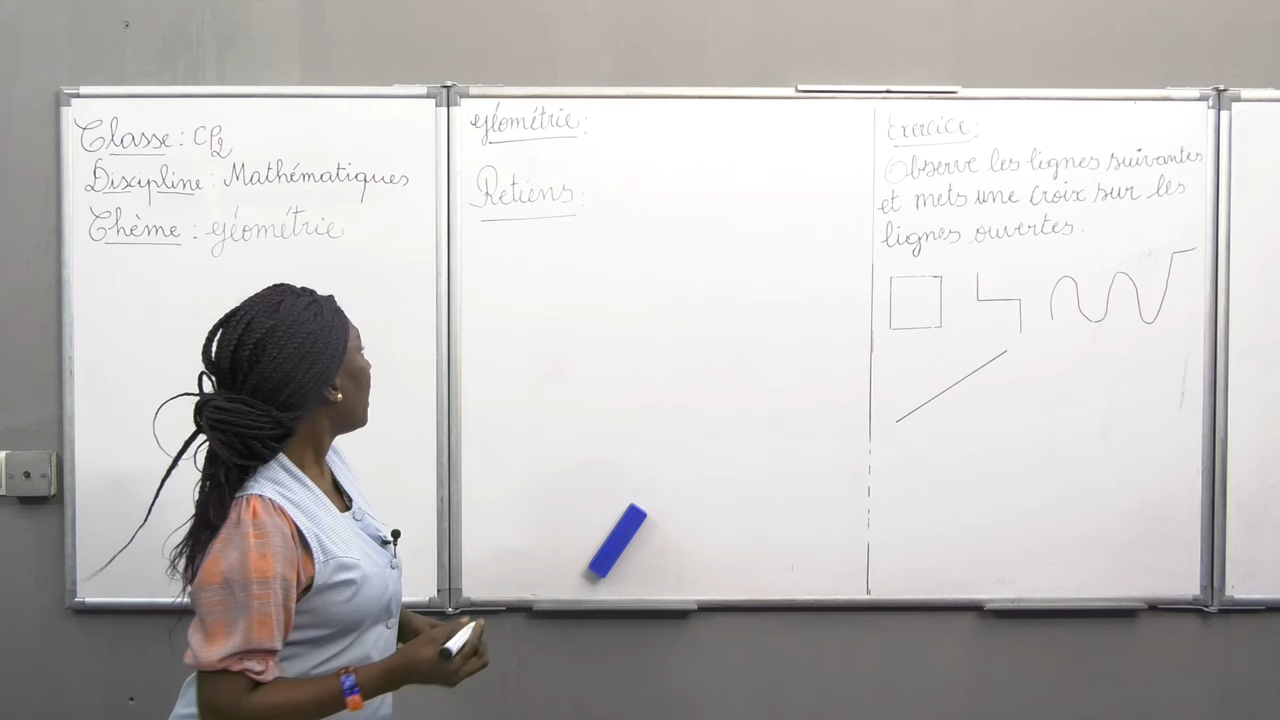 Classe : CP2
Discipline : Mathématiques
Thème : géométrie
géométrie :
Retiens :
Exercice :
Observe les lignes suivantes
et mets une croix sur les
lignes ouvertes.